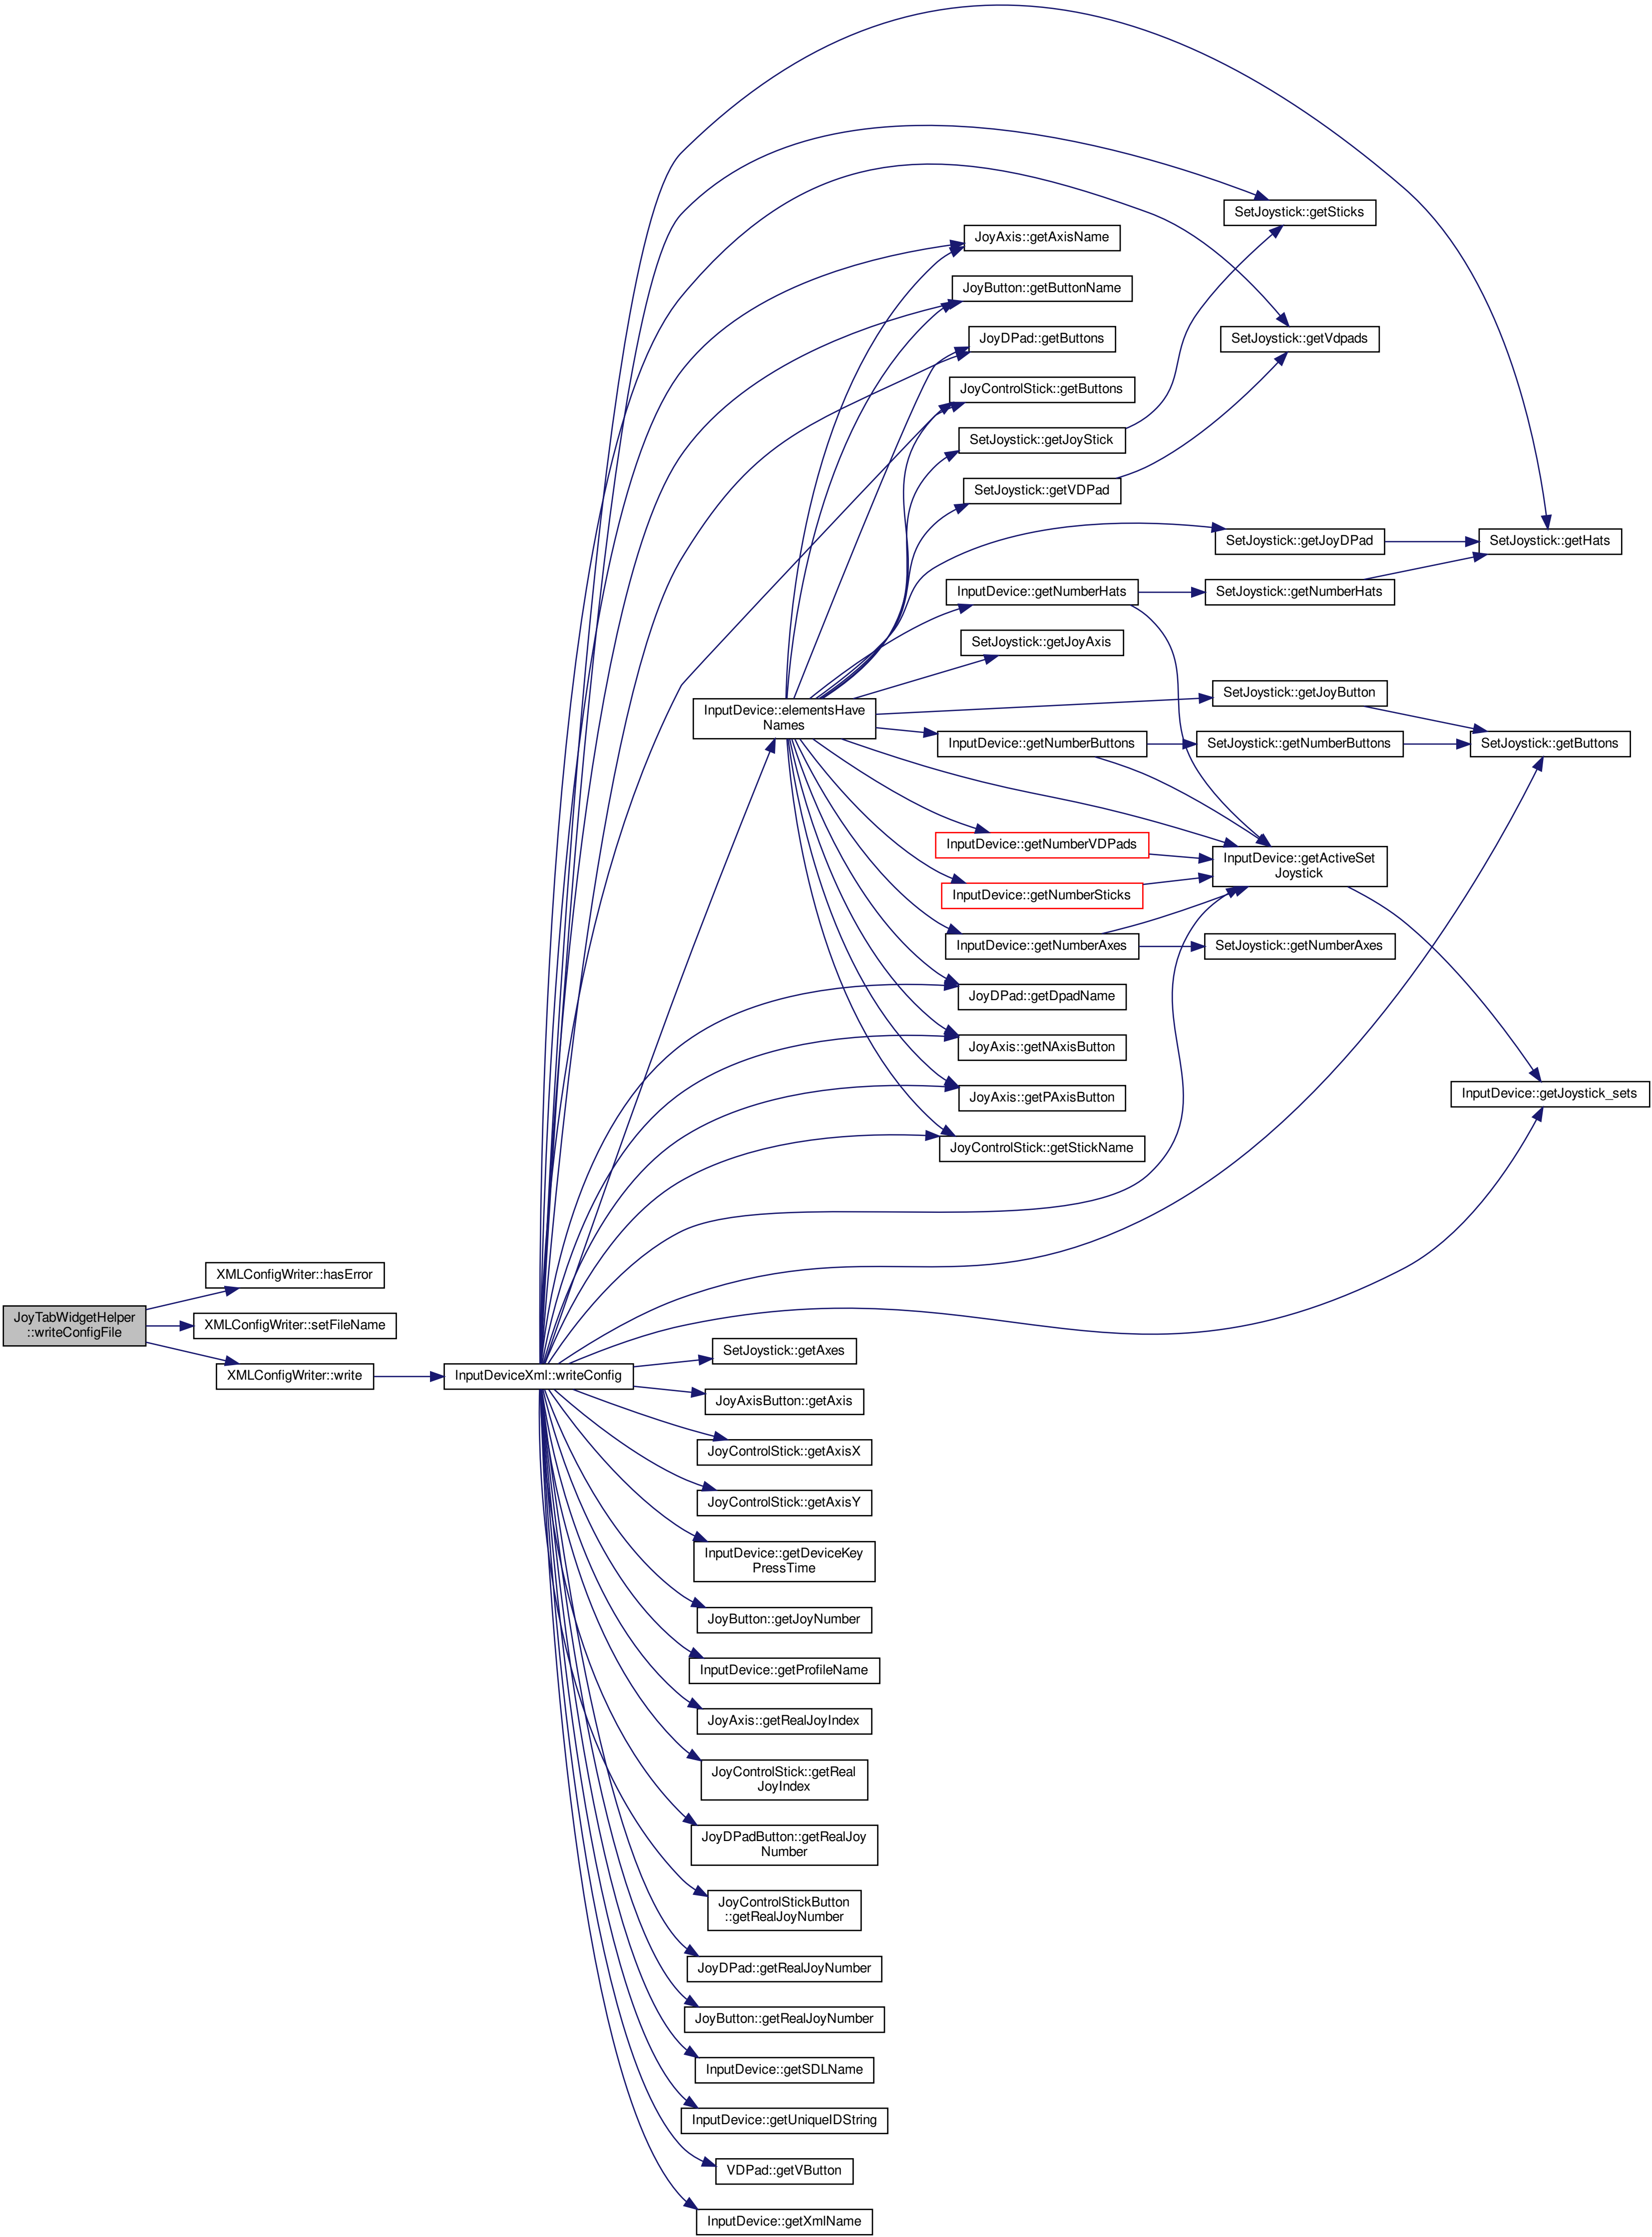 SetJoystick::getSticks
JoyAxis::getAxisName
JoyButton::getButtonName
JoyDPad::getButtons
SetJoystick::getVdpads
JoyControlStick::getButtons
SetJoystick::getJoyStick
SetJoystick::getVDPad
SetJoystick::getJoyDPad
SetJoystick::getHats
InputDevice::getNumberHats
SetJoystick::getNumberHats
SetJoystick::getJoyAxis
SetJoystick::getJoyButton
InputDevice::elementsHave
Names
InputDevice::getNumberButtons
SetJoystick::getNumberButtons
SetJoystick::getButtons
InputDevice::getNumberVDPads
InputDevice::getActiveSet
Joystick
InputDevice::getNumberSticks
InputDevice::getNumberAxes
SetJoystick::getNumberAxes
JoyDPad::getDpadName
JoyAxis::getNAxisButton
JoyAxis::getPAxisButton
InputDevice::getJoystick_sets
JoyControlStick::getStickName
XMLConfigWriter::hasError
JoyTabWidgetHelper
::writeConfigFile
XMLConfigWriter::setFileName
XMLConfigWriter::write
InputDeviceXml::writeConfig
SetJoystick::getAxes
JoyAxisButton::getAxis
JoyControlStick::getAxisX
JoyControlStick::getAxisY
InputDevice::getDeviceKey
PressTime
JoyButton::getJoyNumber
InputDevice::getProfileName
JoyAxis::getRealJoyIndex
JoyControlStick::getReal
JoyIndex
JoyDPadButton::getRealJoy
Number
JoyControlStickButton
::getRealJoyNumber
JoyDPad::getRealJoyNumber
JoyButton::getRealJoyNumber
InputDevice::getSDLName
InputDevice::getUniqueIDString
VDPad::getVButton
InputDevice::getXmlName